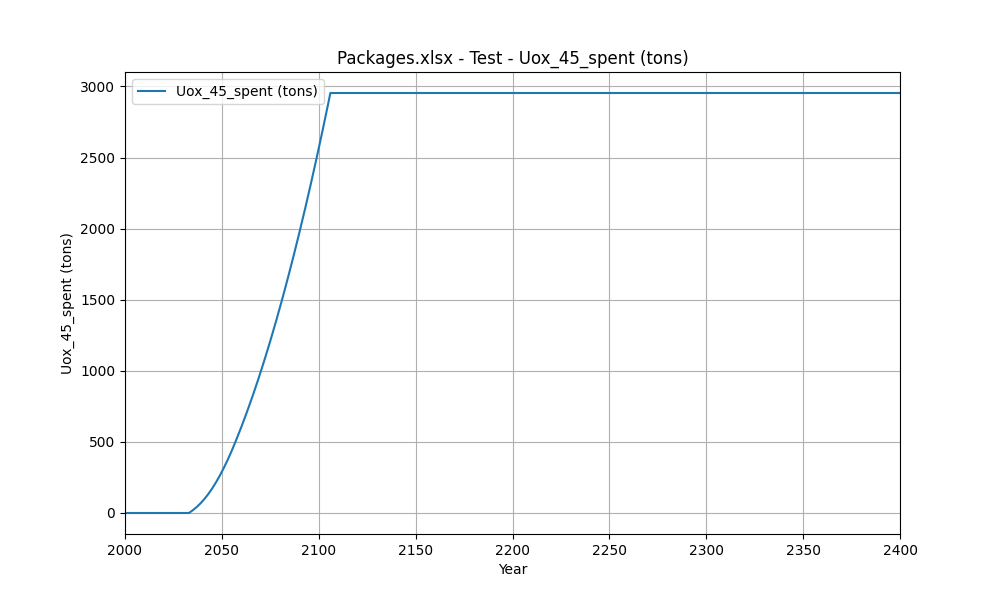 Packages.xlsx - Test - Uox_45_spent (tons)
Uox_45_spent (tons)
Uox_45_spent (tons)
3000
2500
2000
1500
1000
500
0
2000 2050 2100 2150 2200 2250 2300 2350 2400
Year